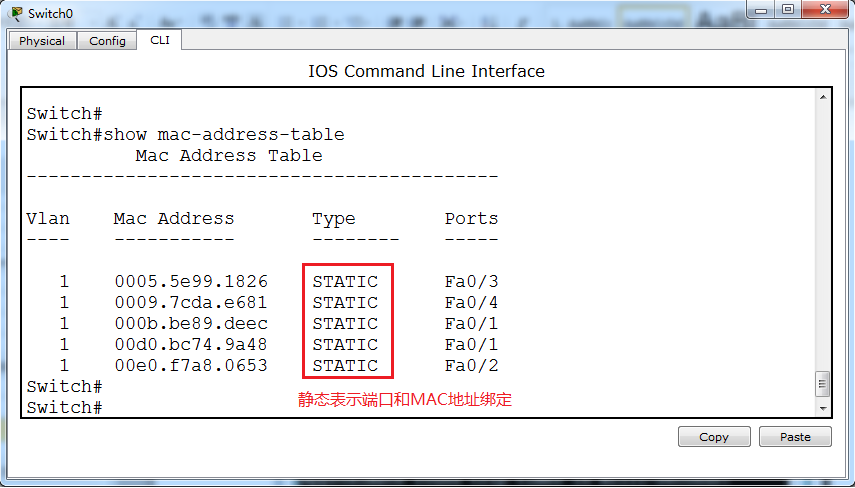 Switch0
Physical Config CLI
IOS Command Line Interface
Switch#
Switch#show mac-address-table
Mac Address Table
-------------------------------------------
Vlan Mac Address Type Ports
---- ----------- -------- -----
1 0005.5e99.1826 STATIC Fa0/3
1 0009.7cda.e681 STATIC Fa0/4
1 000b.be89.deec STATIC Fa0/1
1 00d0.bc74.9a48 STATIC Fa0/1
1 00e0.f7a8.0653 STATIC Fa0/2
Switch#
Switch#
静态表示端口和MAC地址绑定
Copy Paste